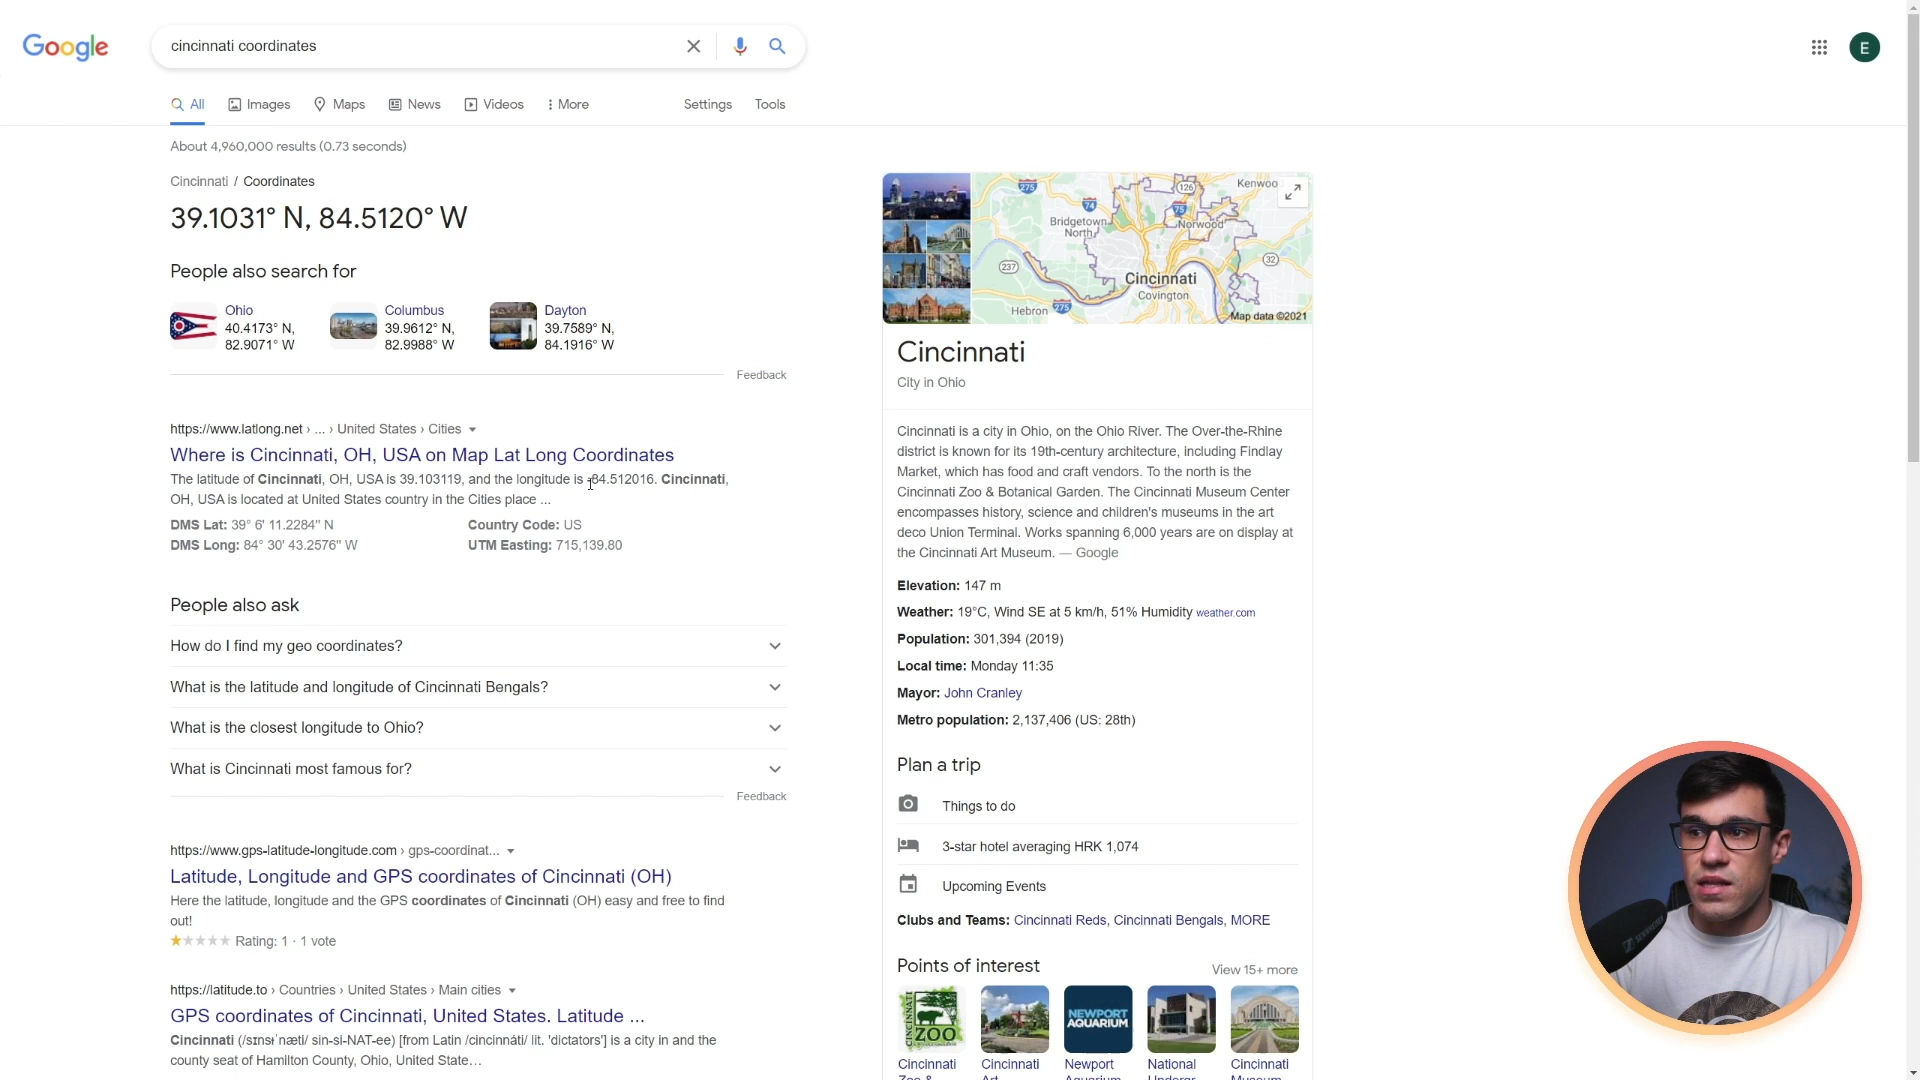 Google
cincinnati coordinates
E
All
Images
Maps
News
Videos
More
Settings
Tools
About 4,960,000 results (0.73 seconds)
Cincinnati / Coordinates
39.1031° N, 84.5120° W
People also search for
Ohio
40.4173° N,
82.9071° W
Columbus
39.9612° N,
82.9988° W
Dayton
39.7589° N,
84.1916° W
Feedback
https://www.latlong.net › ... › United States › Cities
Where is Cincinnati, OH, USA on Map Lat Long Coordinates
The latitude of Cincinnati, OH, USA is 39.103119, and the longitude is -84.512016. Cincinnati,
OH, USA is located at United States country in the Cities place ...
DMS Lat: 39° 6' 11.2284" N
Country Code: US
DMS Long: 84° 30' 43.2576" W
UTM Easting: 715,139.80
People also ask
How do I find my geo coordinates?
What is the latitude and longitude of Cincinnati Bengals?
What is the closest longitude to Ohio?
What is Cincinnati most famous for?
Feedback
https://www.gps-latitude-longitude.com › gps-coordinat...
Latitude, Longitude and GPS coordinates of Cincinnati (OH)
Here the latitude, longitude and the GPS coordinates of Cincinnati (OH) easy and free to find
out!
Rating: 1 · 1 vote
https://latitude.to › Countries › United States › Main cities
GPS coordinates of Cincinnati, United States. Latitude ...
Cincinnati (/sɪnsɪˈnæti/ sin-si-NAT-ee) [from Latin /cincinnáti/ lit. 'dictators'] is a city in and the
county seat of Hamilton County, Ohio, United State…
275
74
75
126
Kenwood
Bridgetown
North
Norwood
237
32
Cincinnati
Covington
Hebron
275
Map data ©2021
Cincinnati
City in Ohio
Cincinnati is a city in Ohio, on the Ohio River. The Over-the-Rhine
district is known for its 19th-century architecture, including Findlay
Market, which has food and craft vendors. To the north is the
Cincinnati Zoo & Botanical Garden. The Cincinnati Museum Center
encompasses history, science and children's museums in the art
deco Union Terminal. Works spanning 6,000 years are on display at
the Cincinnati Art Museum. — Google
Elevation: 147 m
Weather: 19°C, Wind SE at 5 km/h, 51% Humidity weather.com
Population: 301,394 (2019)
Local time: Monday 11:35
Mayor: John Cranley
Metro population: 2,137,406 (US: 28th)
Plan a trip
Things to do
3-star hotel averaging HRK 1,074
Upcoming Events
Clubs and Teams: Cincinnati Reds, Cincinnati Bengals, MORE
Points of interest
View 15+ more
CINCINNATI
ZOO
NEWPORT
AQUARIUM
Cincinnati
Zoo &
Cincinnati
Art
Newport
Aquarium
National
Undergr
Cincinnati
Museum
SENNHEISER